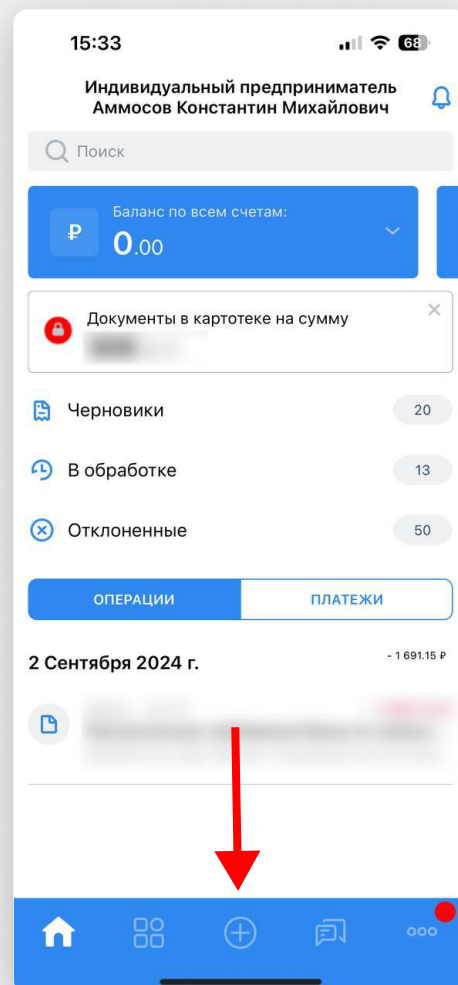 15:33
68
Индивидуальный предприниматель
Аммосов Константин Михайлович
Поиск
₽
Баланс по всем счетам:
0.00
Документы в картотеке на сумму
Черновики
20
В обработке
13
Отклоненные
50
ОПЕРАЦИИ
ПЛАТЕЖИ
2 Сентября 2024 г.
- 1 691.15 ₽